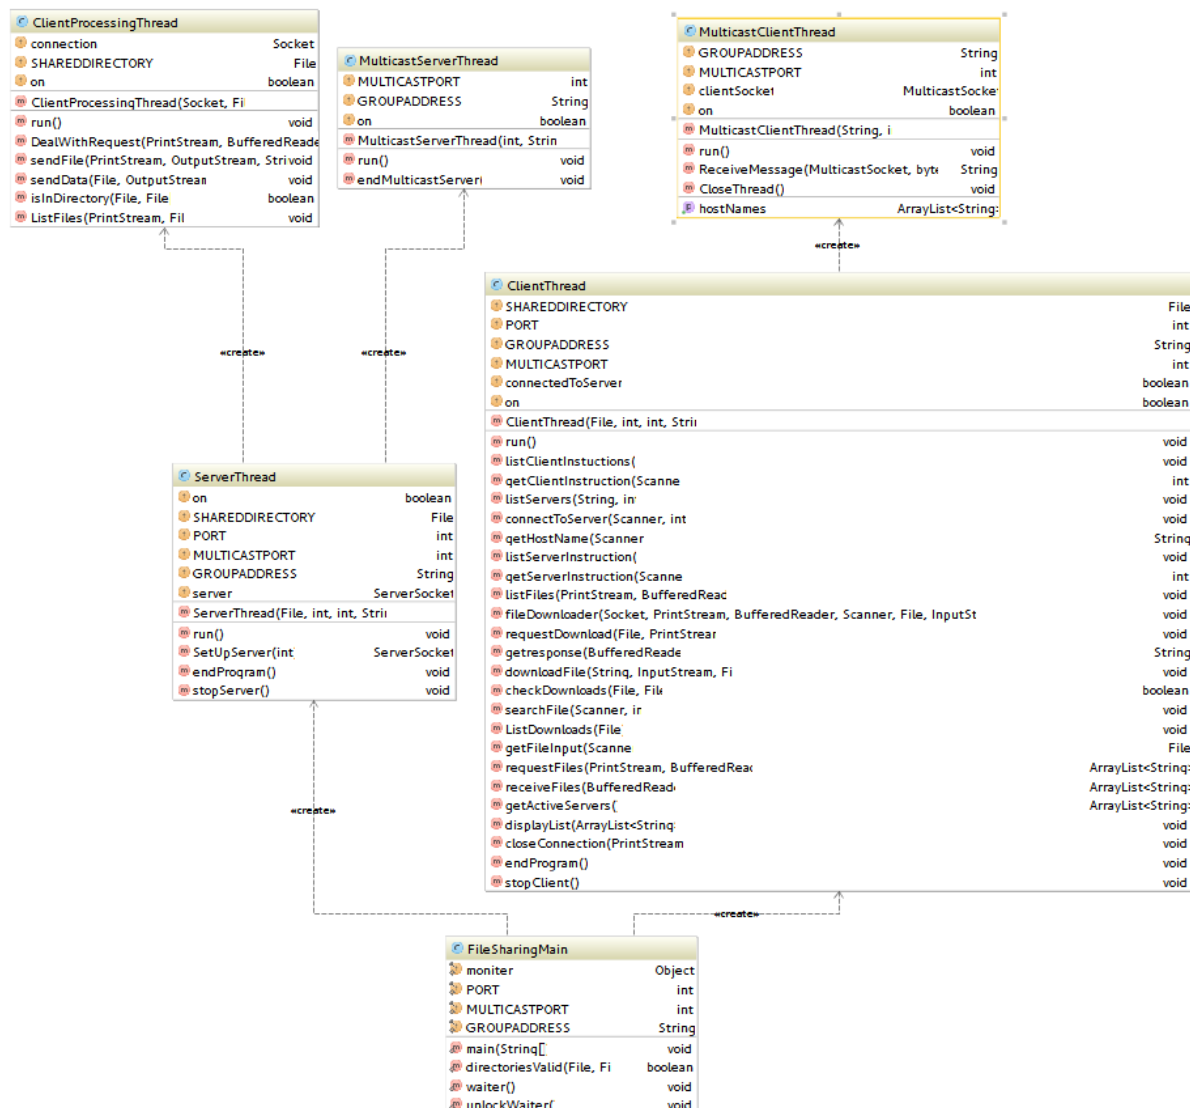 ClientProcessingThread
connection Socket
SHAREDDIRECTORY File
on boolean
ClientProcessingThread(Socket, Fi
run() void
DealWithRequest(PrintStream, BufferedReade
sendFile(PrintStream, OutputStream, Strivoid
sendData(File, OutputStream void
isInDirectory(File, File boolean
ListFiles(PrintStream, Fil void
MulticastServerThread
MULTICASTPORT int
GROUPADDRESS String
on boolean
MulticastServerThread(int, Strin
run() void
endMulticastServer( void
MulticastClientThread
GROUPADDRESS String
MULTICASTPORT int
clientSocket MulticastSocke
on boolean
MulticastClientThread(String, i
run() void
ReceiveMessage(MulticastSocket, byte String
CloseThread() void
hostNames ArrayList<String>
«create»
ClientThread
SHAREDDIRECTORY File
PORT int
GROUPADDRESS String
MULTICASTPORT int
connectedToServer boolean
on boolean
ClientThread(File, int, int, Strin
run() void
listClientInstuctions( void
getClientInstruction(Scanne int
listServers(String, in void
connectToServer(Scanner, int void
getHostName(Scanner String
listServerInstruction( void
getServerInstruction(Scanne int
listFiles(PrintStream, BufferedReac void
fileDownloader(Socket, PrintStream, BufferedReader, Scanner, File, InputSt void
requestDownload(File, PrintStrear void
getresponse(BufferedReade String
downloadFile(String, InputStream, Fi void
checkDownloads(File, File boolean
searchFile(Scanner, ir void
ListDownloads(File void
getFileInput(Scanne File
requestFiles(PrintStream, BufferedReac ArrayList<String>
receiveFiles(BufferedReade ArrayList<String>
getActiveServers( ArrayList<String>
displayList(ArrayList<String> void
closeConnection(PrintStream void
endProgram() void
stopClient() void
«create»
«create»
ServerThread
on boolean
SHAREDDIRECTORY File
PORT int
MULTICASTPORT int
GROUPADDRESS String
server ServerSocket
ServerThread(File, int, int, Strin
run() void
SetUpServer(int ServerSocket
endProgram() void
stopServer() void
«create»
«create»
FileSharingMain
moniter Object
PORT int
MULTICASTPORT int
GROUPADDRESS String
main(String[ void
directoriesValid(File, Fi boolean
waiter() void
unlockWaiter( void